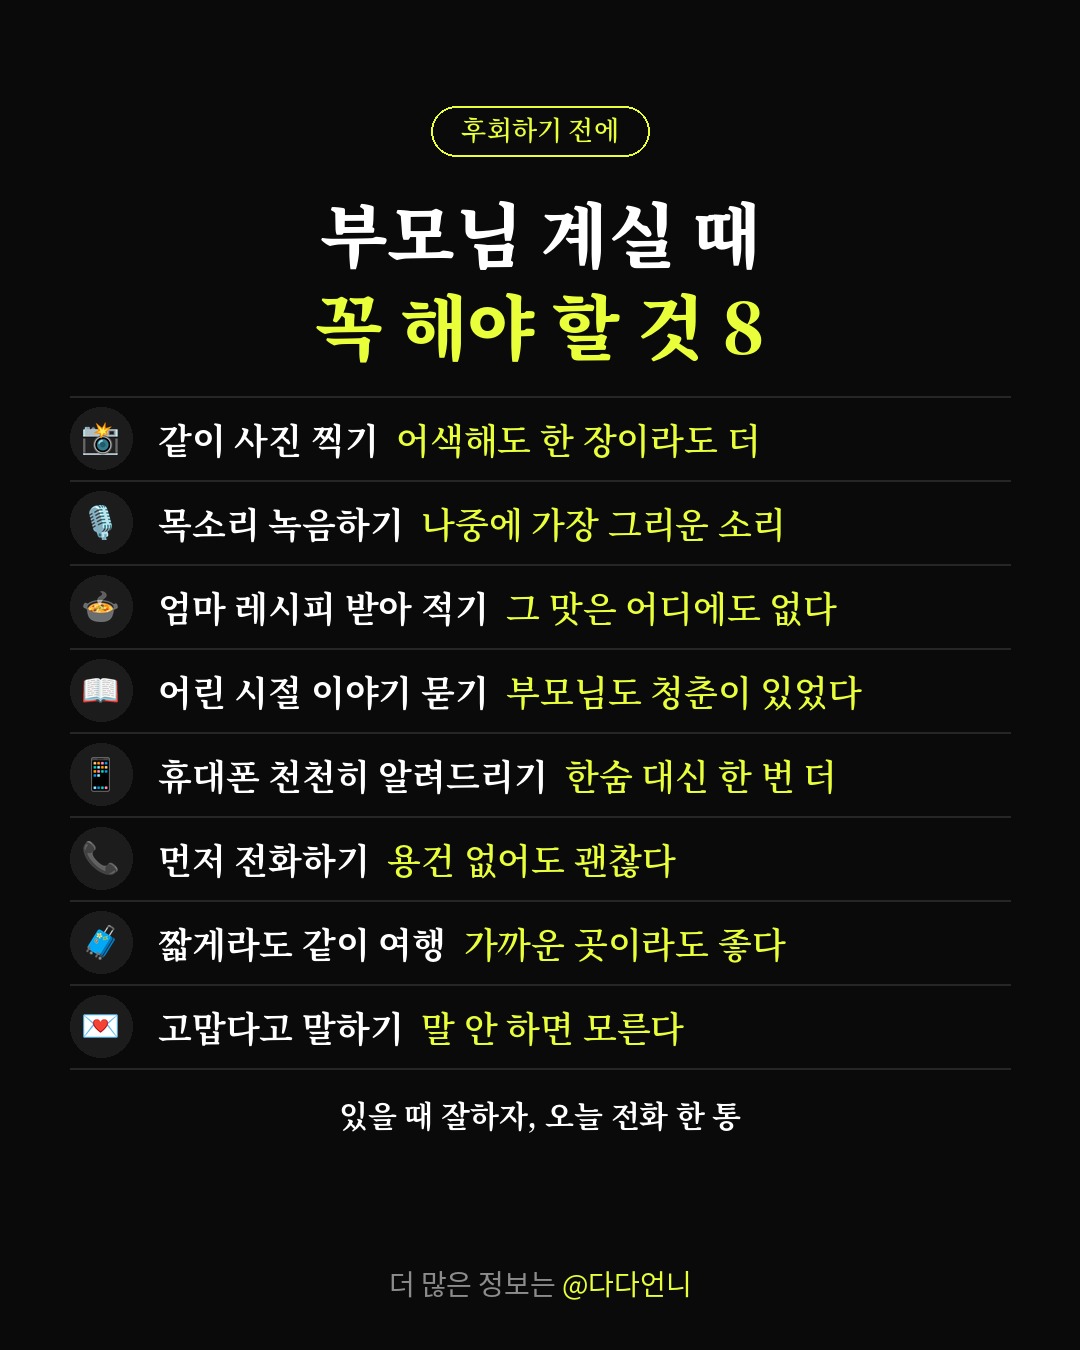 후회하기 전에
부모님 계실 때
꼭 해야 할 것 8
같이 사진 찍기 어색해도 한 장이라도 더
목소리 녹음하기 나중에 가장 그리운 소리
엄마 레시피 받아 적기 그 맛은 어디에도 없다
어린 시절 이야기 묻기 부모님도 청춘이 있었다
휴대폰 천천히 알려드리기 한숨 대신 한 번 더
먼저 전화하기 용건 없어도 괜찮다
짧게라도 같이 여행 가까운 곳이라도 좋다
고맙다고 말하기 말 안 하면 모른다
있을 때 잘하자, 오늘 전화 한 통
더 많은 정보는 @다다언니